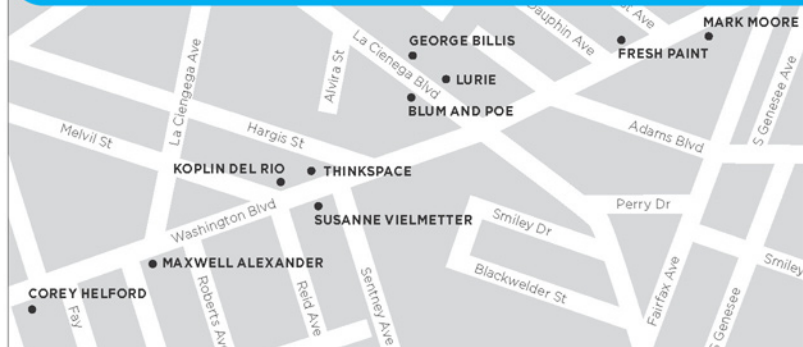 Dauphin Ave
Ave
MARK MOORE
La Cienega Blvd
GEORGE BILLIS
FRESH PAINT
La Ciengega Ave
Alvira St
LURIE
S Genesee Ave
BLUM AND POE
Melvil St
Hargis St
Adams Blvd
KOPLIN DEL RIO
THINKSPACE
Washington Blvd
SUSANNE VIELMETTER
Smiley Dr
Perry Dr
MAXWELL ALEXANDER
Blackwelder St
Smiley
COREY HELFORD
Fay
Roberts Av
Reid Ave
Sentney Ave
Fairfax Ave
S Genesee